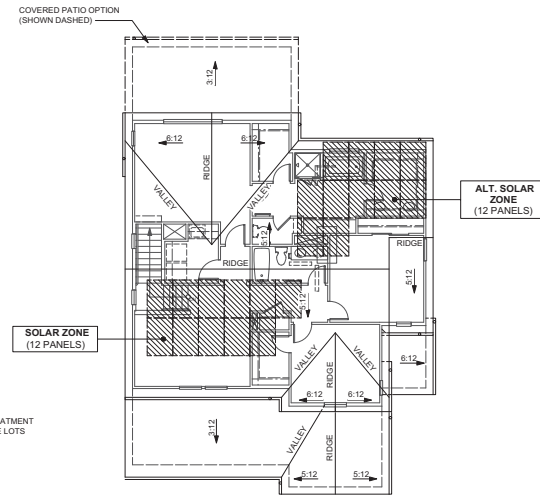 COVERED PATIO OPTION
(SHOWN DASHED)
3:12
6:12
6:12
RIDGE
VALLEY
VALLEY
ALT. SOLAR
ZONE
(12 PANELS)
5:12
RIDGE
RIDGE
5:12
5:12
SOLAR ZONE
(12 PANELS)
VALLEY
VALLEY
RIDGE
6:12
6:12
6:12
ATMENT
E LOTS
3:12
VALLEY
RIDGE
5:12
5:12